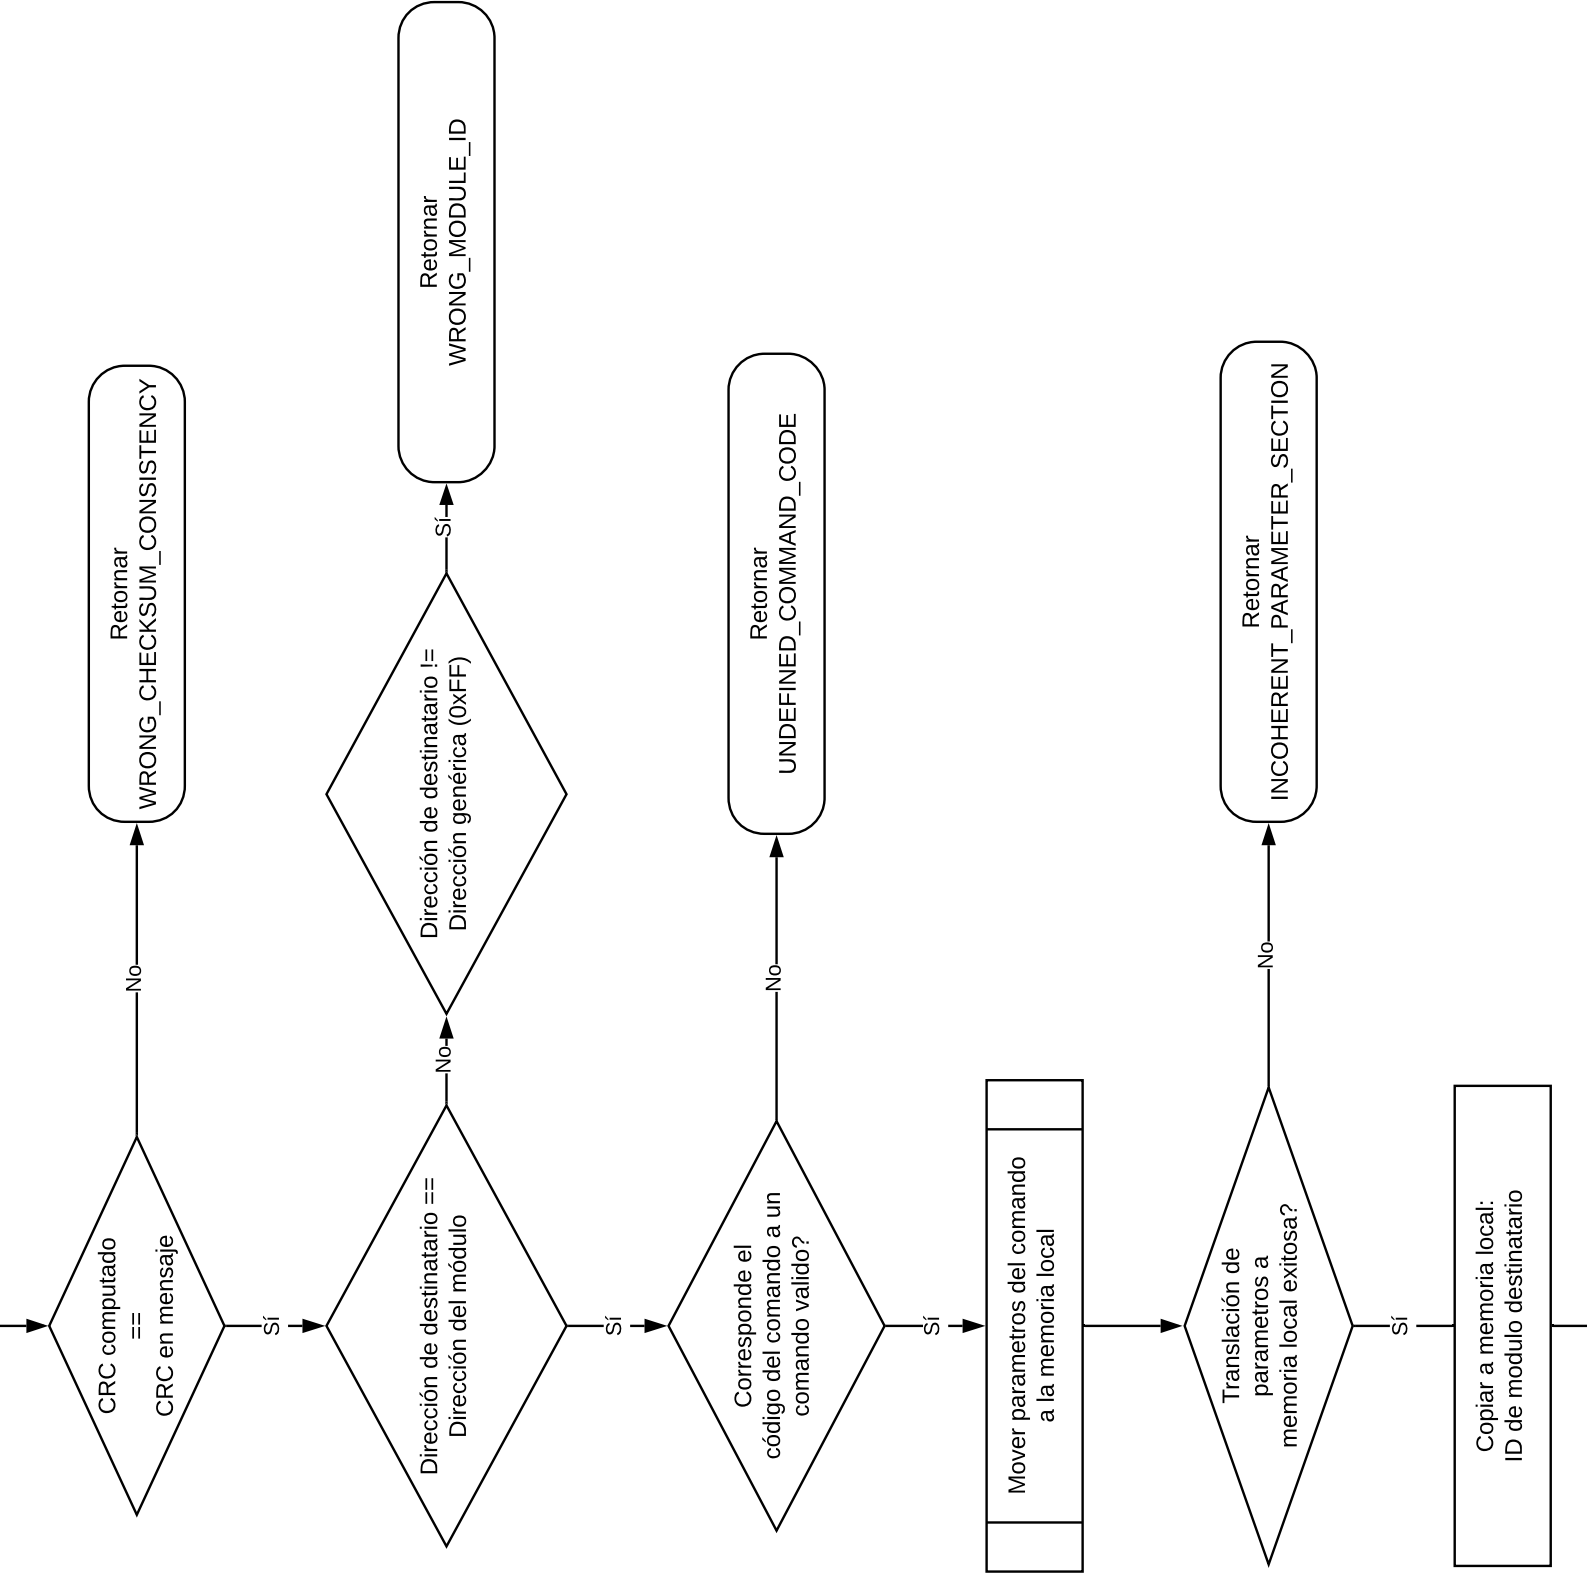 CRC computado
==
CRC en mensaje
No
Retornar
WRONG_CHECKSUM_CONSISTENCY
Sí
Dirección de destinatario ==
Dirección del módulo
No
Dirección de destinatario !=
Dirección genérica (0xFF)
Sí
Retornar
WRONG_MODULE_ID
Sí
Corresponde el
código del comando a un
comando valido?
No
Retornar
UNDEFINED_COMMAND_CODE
Sí
Mover parametros del comando
a la memoria local
Translación de
parametros a
memoria local exitosa?
No
Retornar
INCOHERENT_PARAMETER_SECTION
Sí
Copiar a memoria local:
ID de modulo destinatario